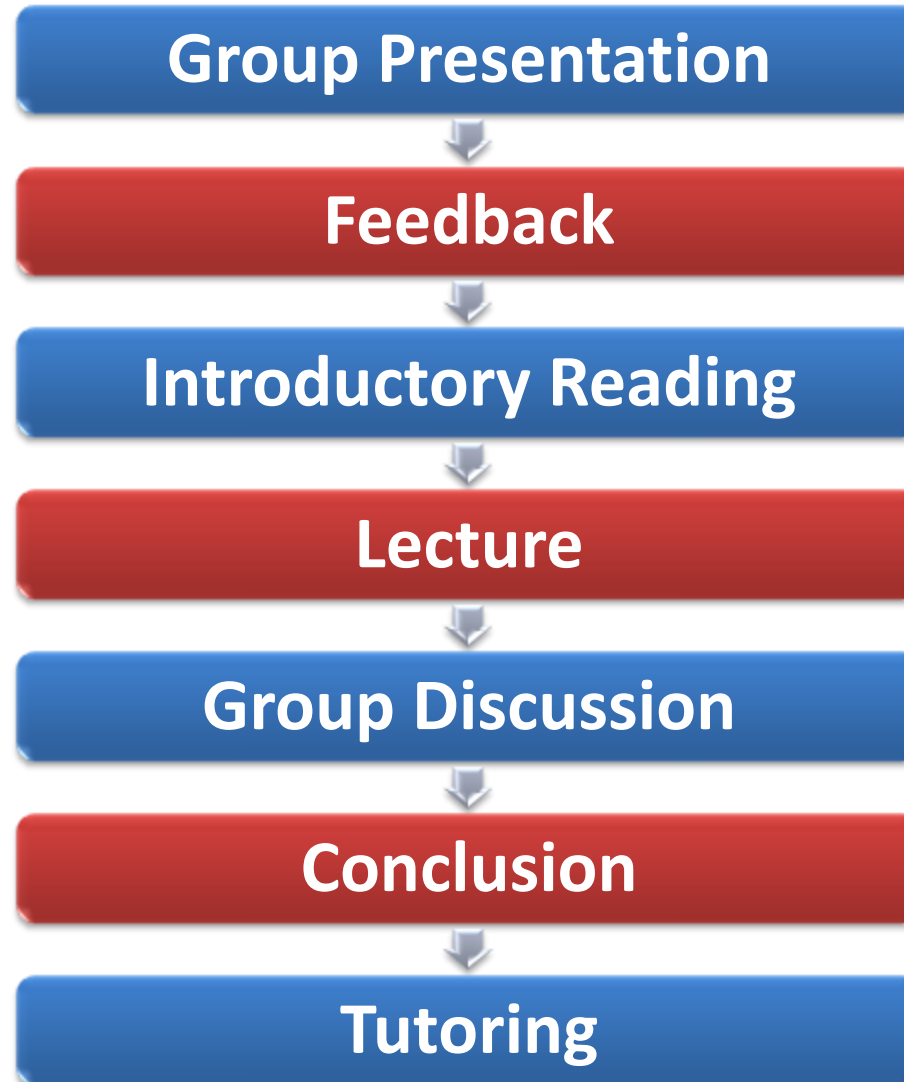 Group Presentation
Feedback
Introductory Reading
Lecture
Group Discussion
Conclusion
Tutoring